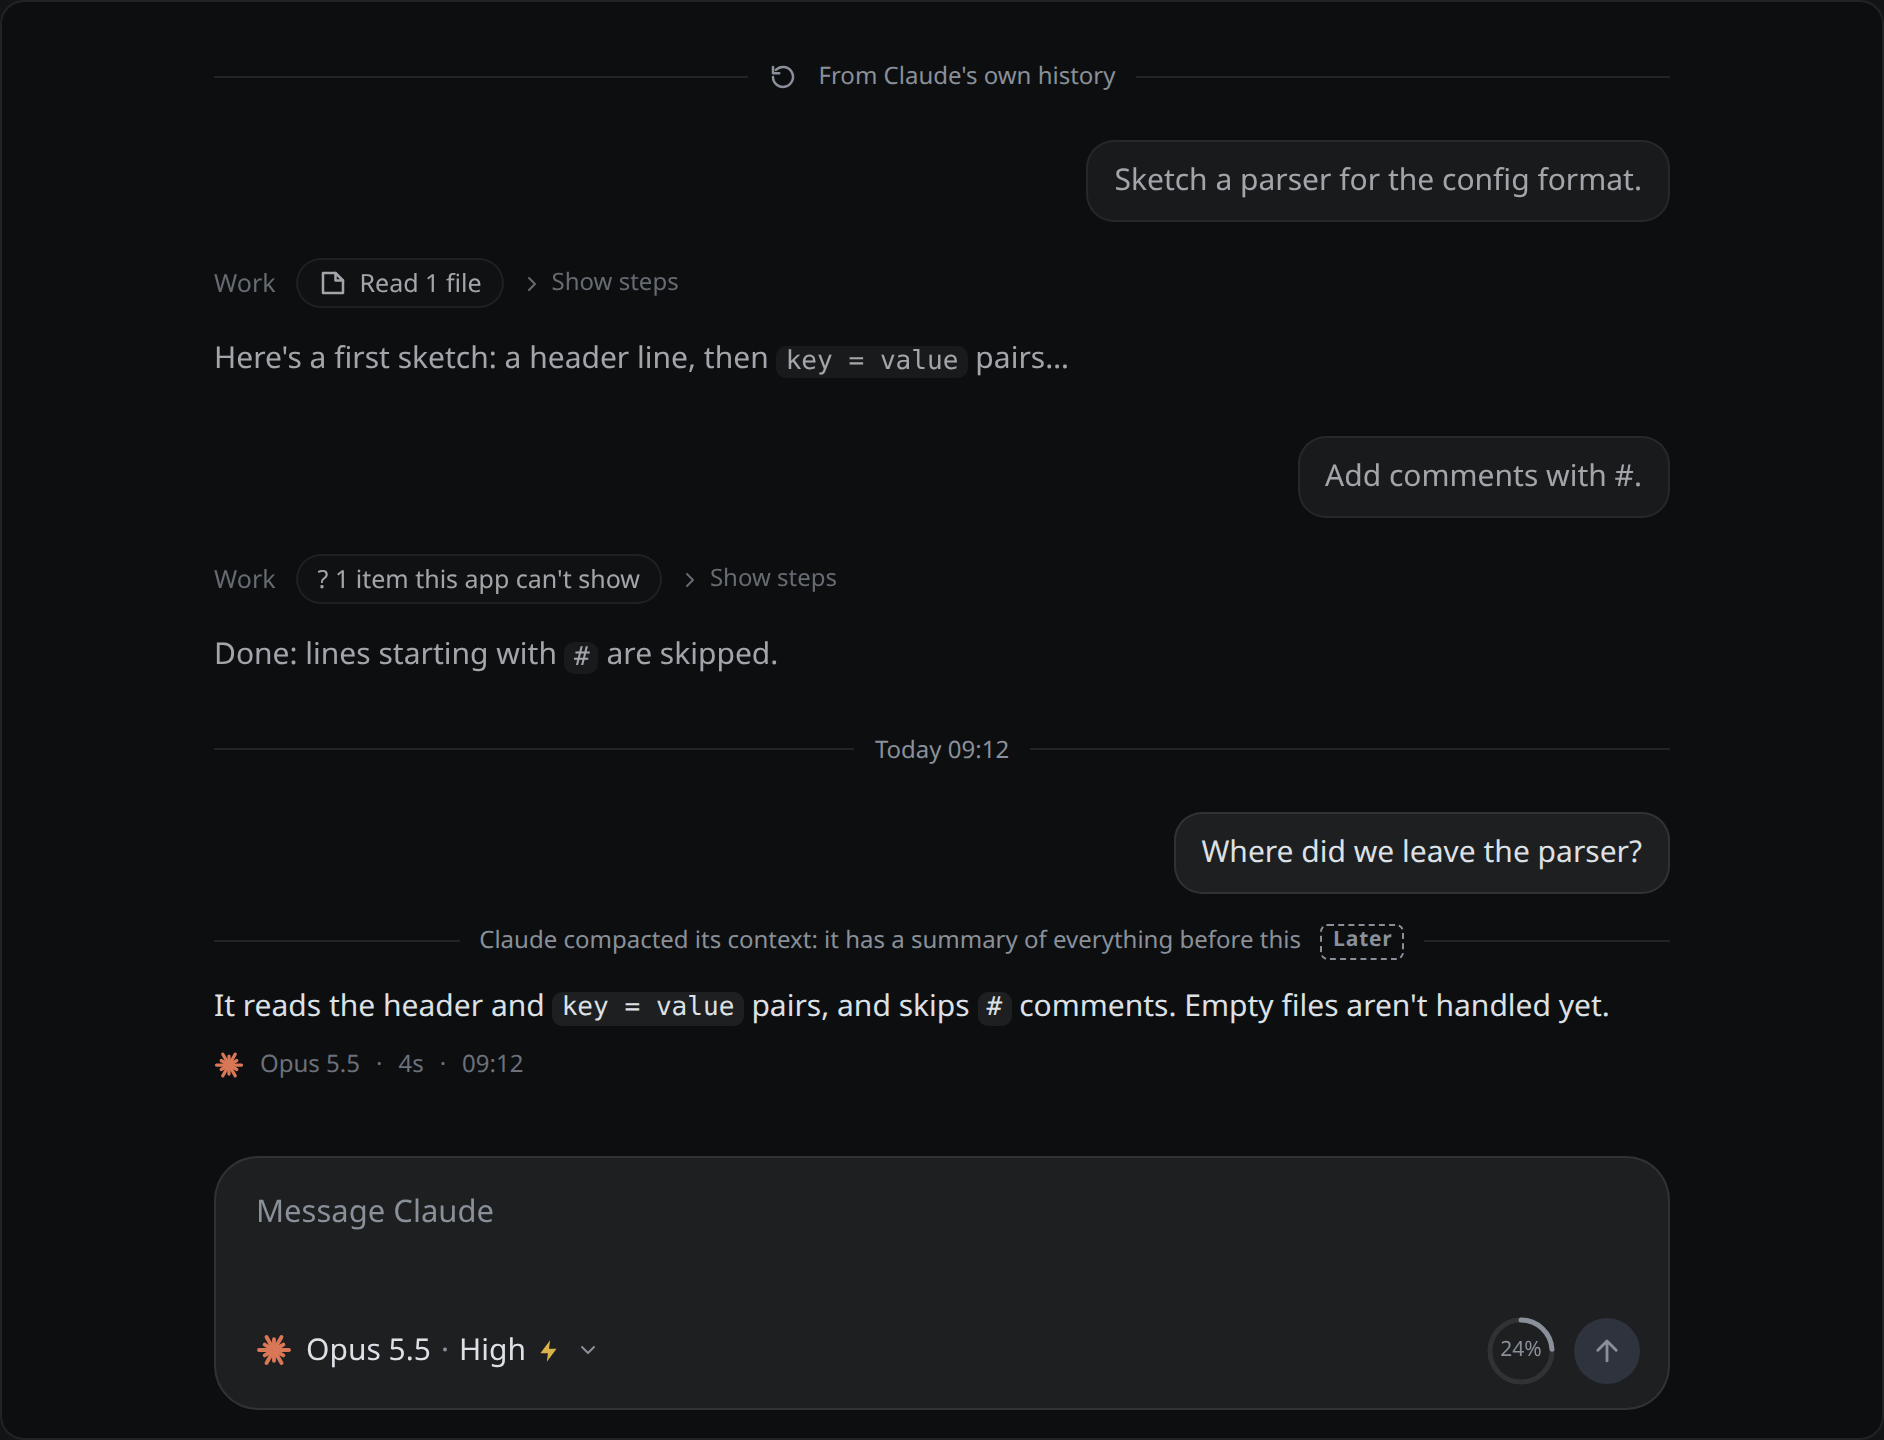 From Claude's own history
Sketch a parser for the config format.
Work Read 1 file Show steps
Here's a first sketch: a header line, then key = value pairs…
Add comments with #.
Work ? 1 item this app can't show Show steps
Done: lines starting with # are skipped.
Today 09:12
Where did we leave the parser?
Claude compacted its context: it has a summary of everything before this Later
It reads the header and key = value pairs, and skips # comments. Empty files aren't handled yet.
Opus 5.5 · 4s · 09:12
Message Claude
Opus 5.5 · High 24%